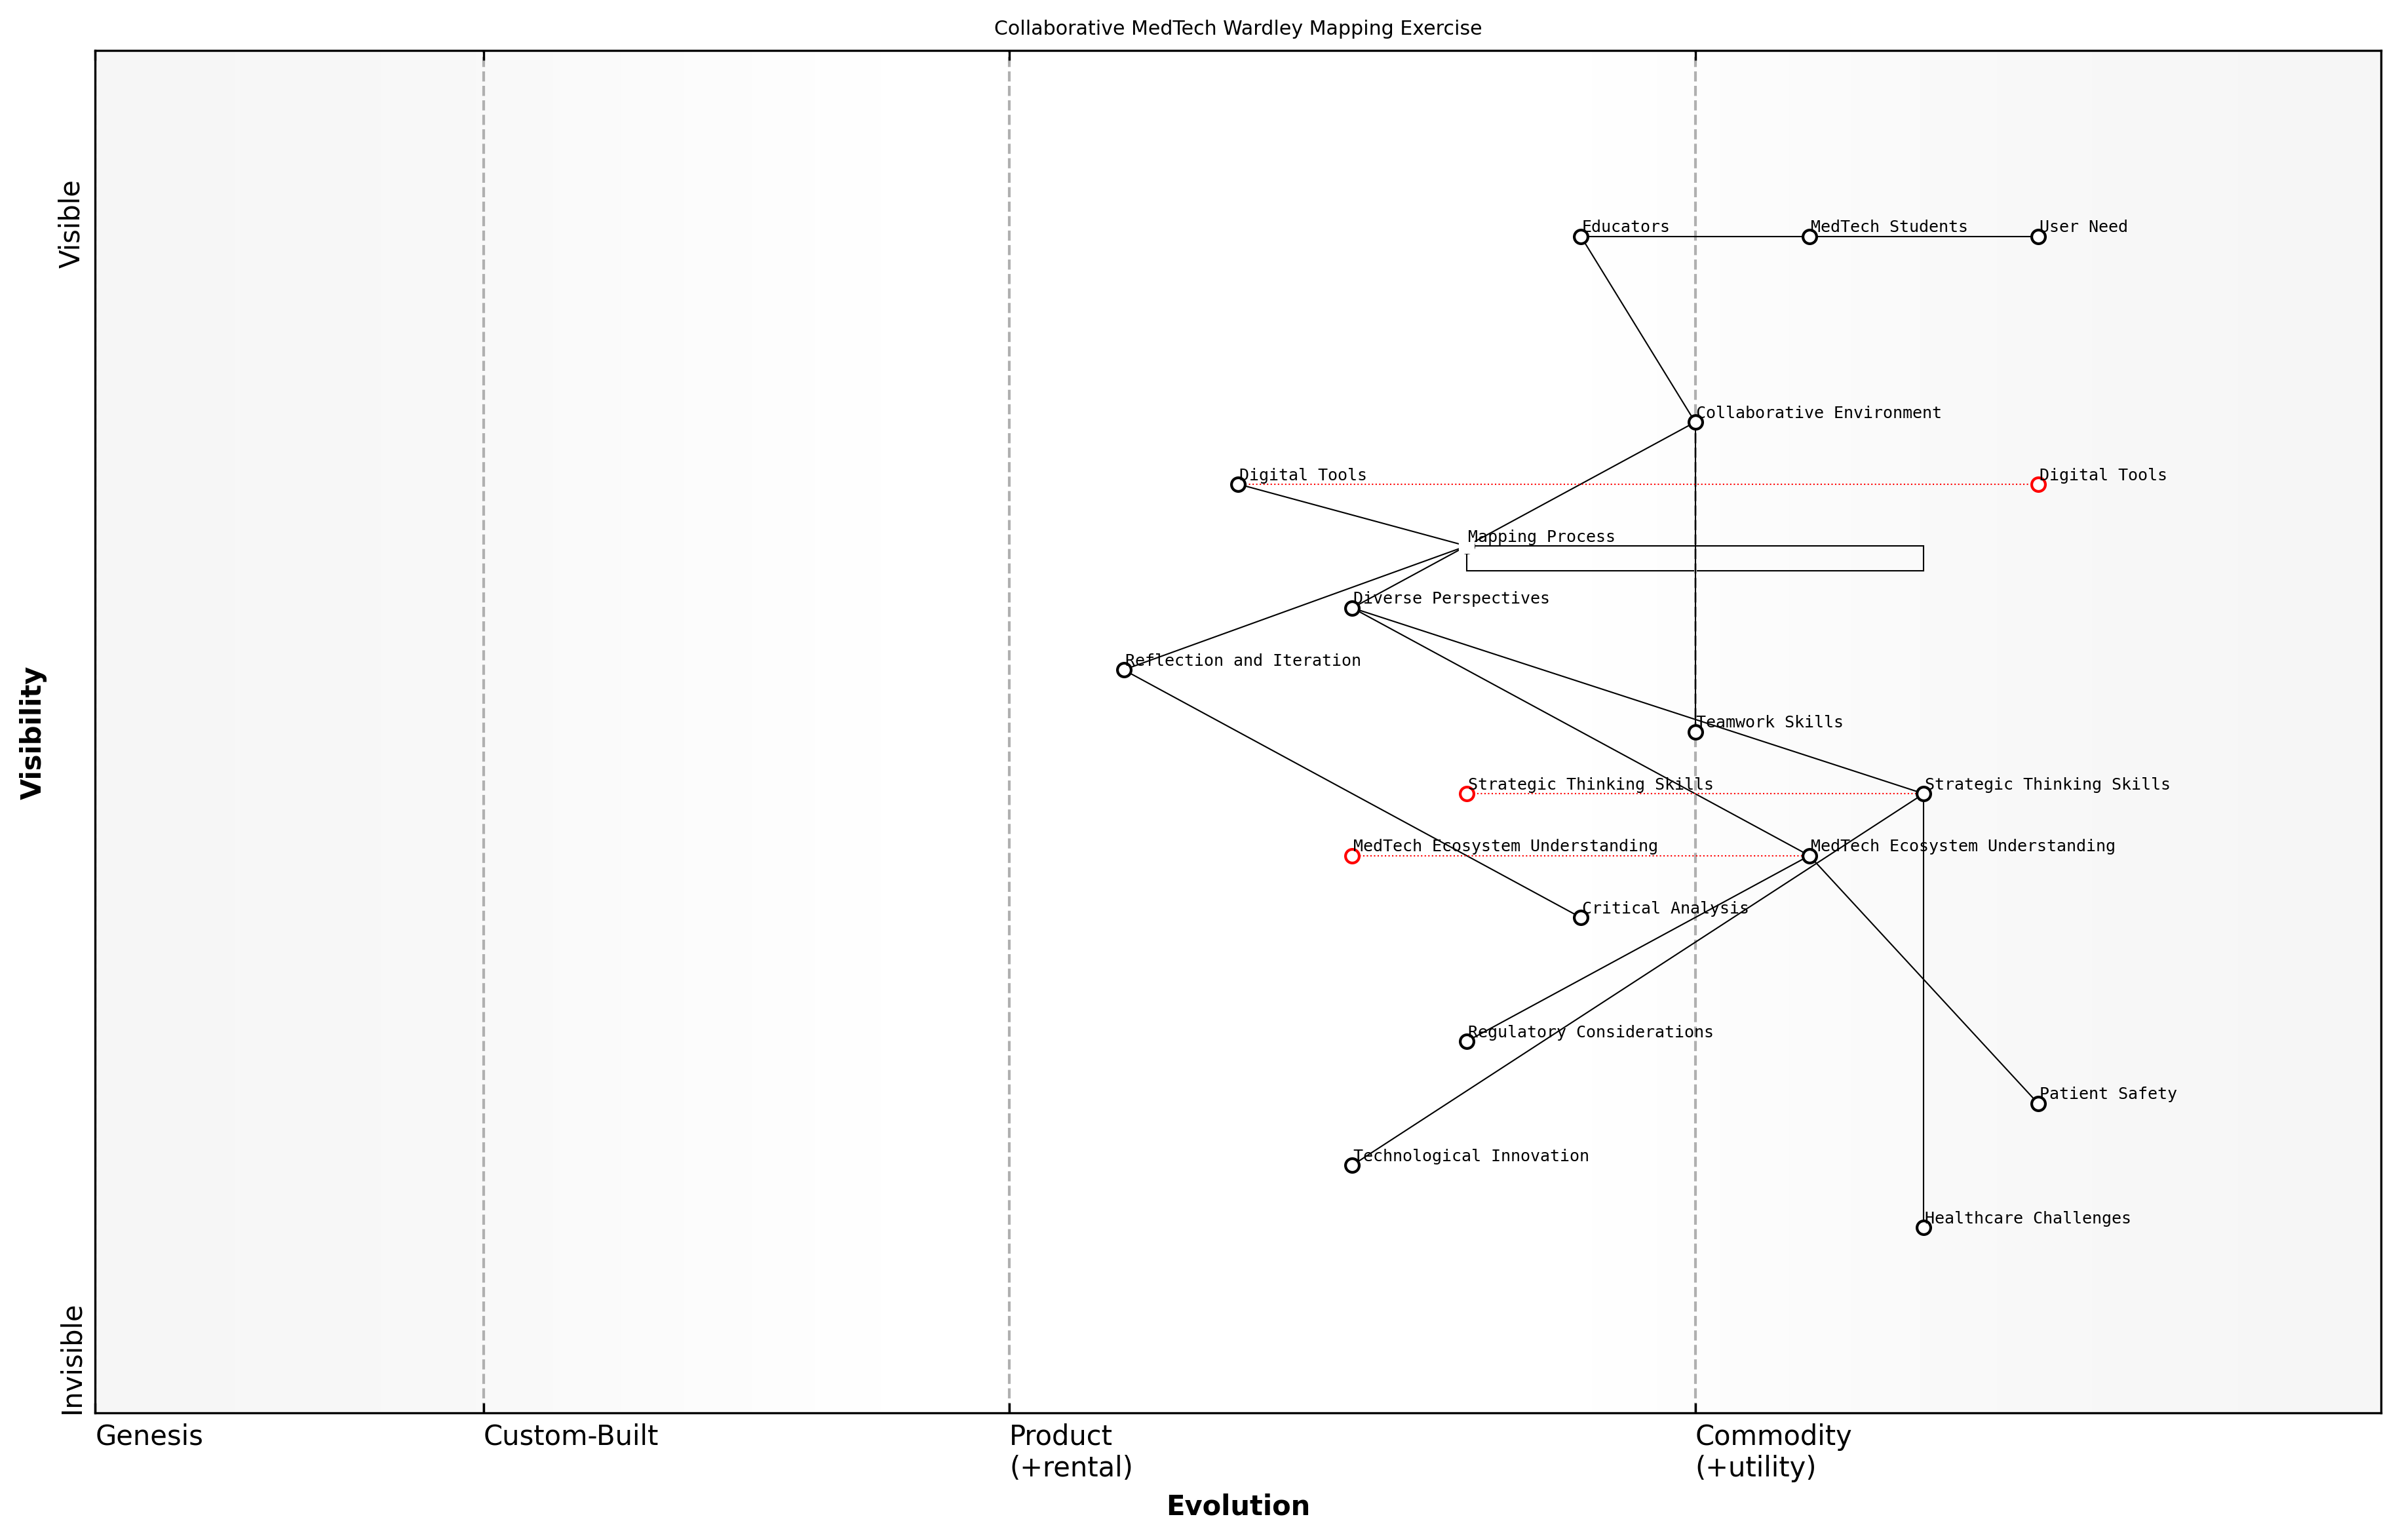 Collaborative MedTech Wardley Mapping Exercise
Visible
Educators
MedTech Students
User Need
Collaborative Environment
Digital Tools
Digital Tools
Mapping Process
Diverse Perspectives
Reflection and Iteration
Visibility
Teamwork Skills
Strategic Thinking Skills
Strategic Thinking Skills
MedTech Ecosystem Understanding
MedTech Ecosystem Understanding
Critical Analysis
Regulatory Considerations
Patient Safety
Technological Innovation
Healthcare Challenges
Invisible
Genesis
Custom-Built
Product
(+rental)
Commodity
(+utility)
Evolution